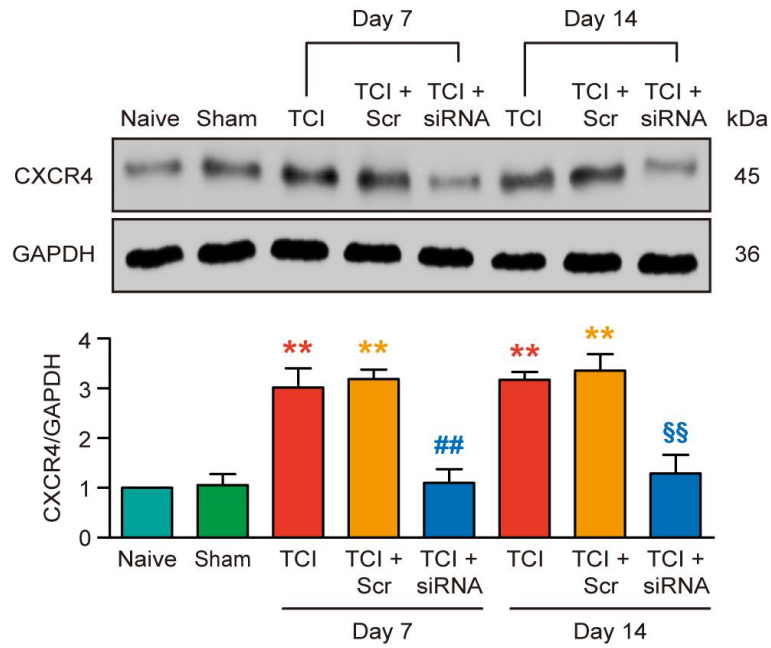 Day 7 Day 14
Naive Sham TCI TCI + Scr TCI + siRNA TCI TCI + Scr TCI + siRNA kDa
CXCR4 45
GAPDH 36
CXCR4/GAPDH
4
3
2
1
0
** ** ## ** ** §§
Naive Sham TCI TCI + Scr TCI + siRNA TCI TCI + Scr TCI + siRNA
Day 7 Day 14